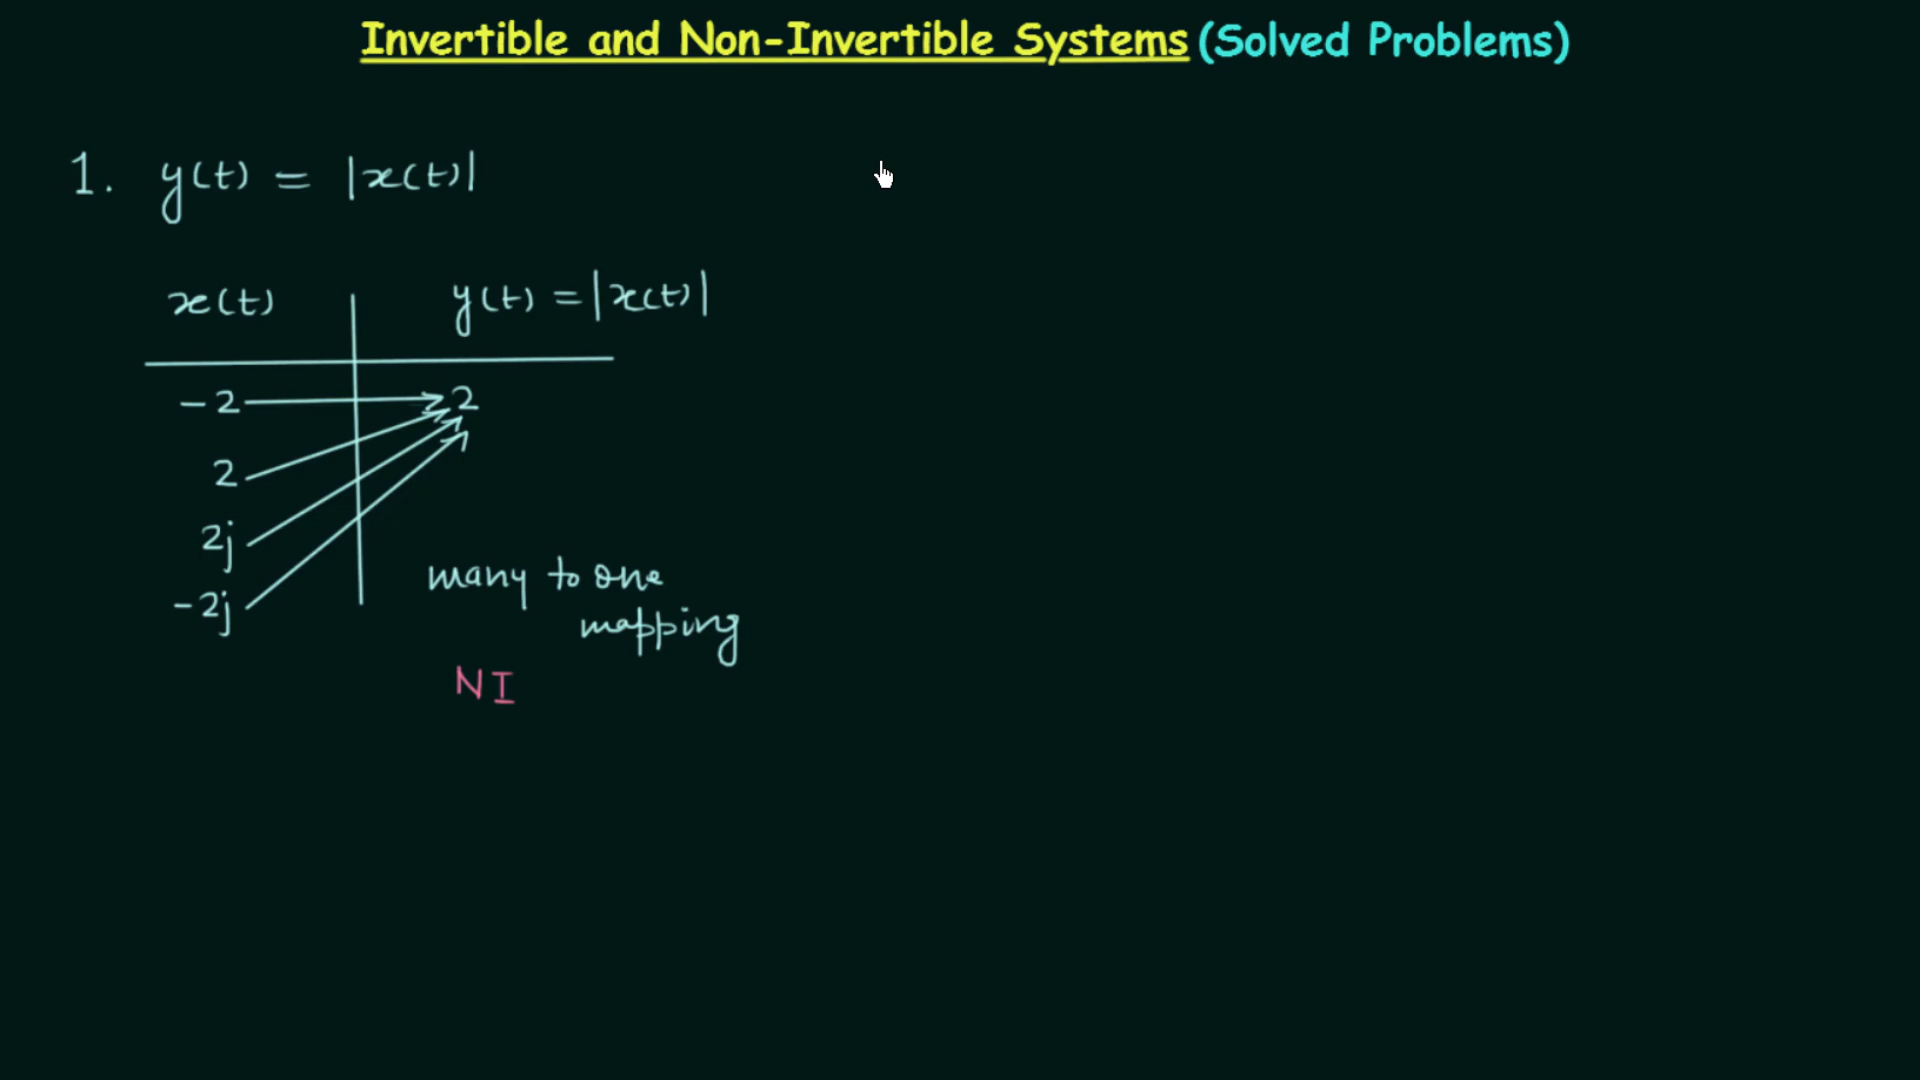 Invertible and Non-Invertible Systems (Solved Problems)
1. y(t) = |x(t)|
x(t) y(t) = |x(t)|
-2 2
2
2j
-2j
many to one
mapping
NI